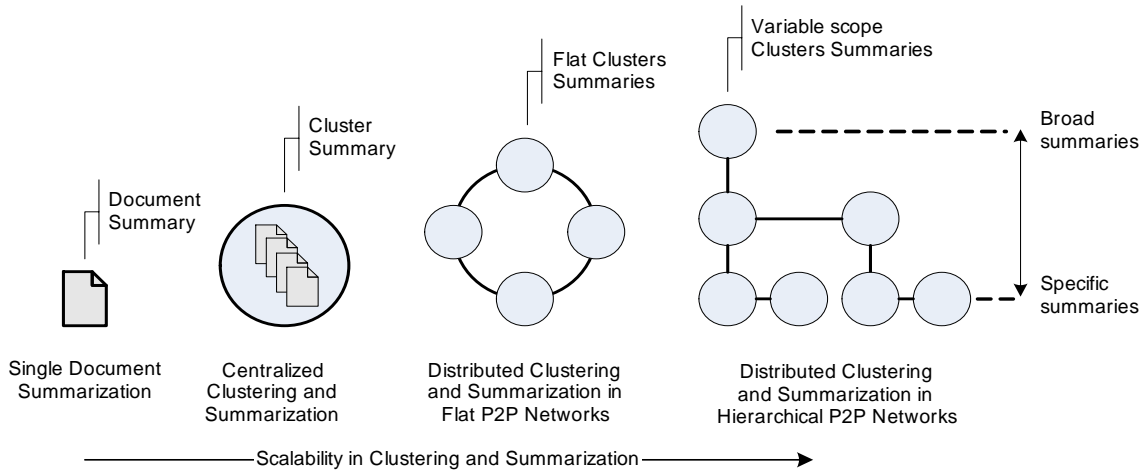 Variable scope
Clusters Summaries
Flat Clusters
Summaries
Cluster
Summary
Document
Summary
Broad
summaries
Specific
summaries
Single Document
Summarization
Centralized
Clustering and
Summarization
Distributed Clustering
and Summarization in
Flat P2P Networks
Distributed Clustering
and Summarization in
Hierarchical P2P Networks
Scalability in Clustering and Summarization